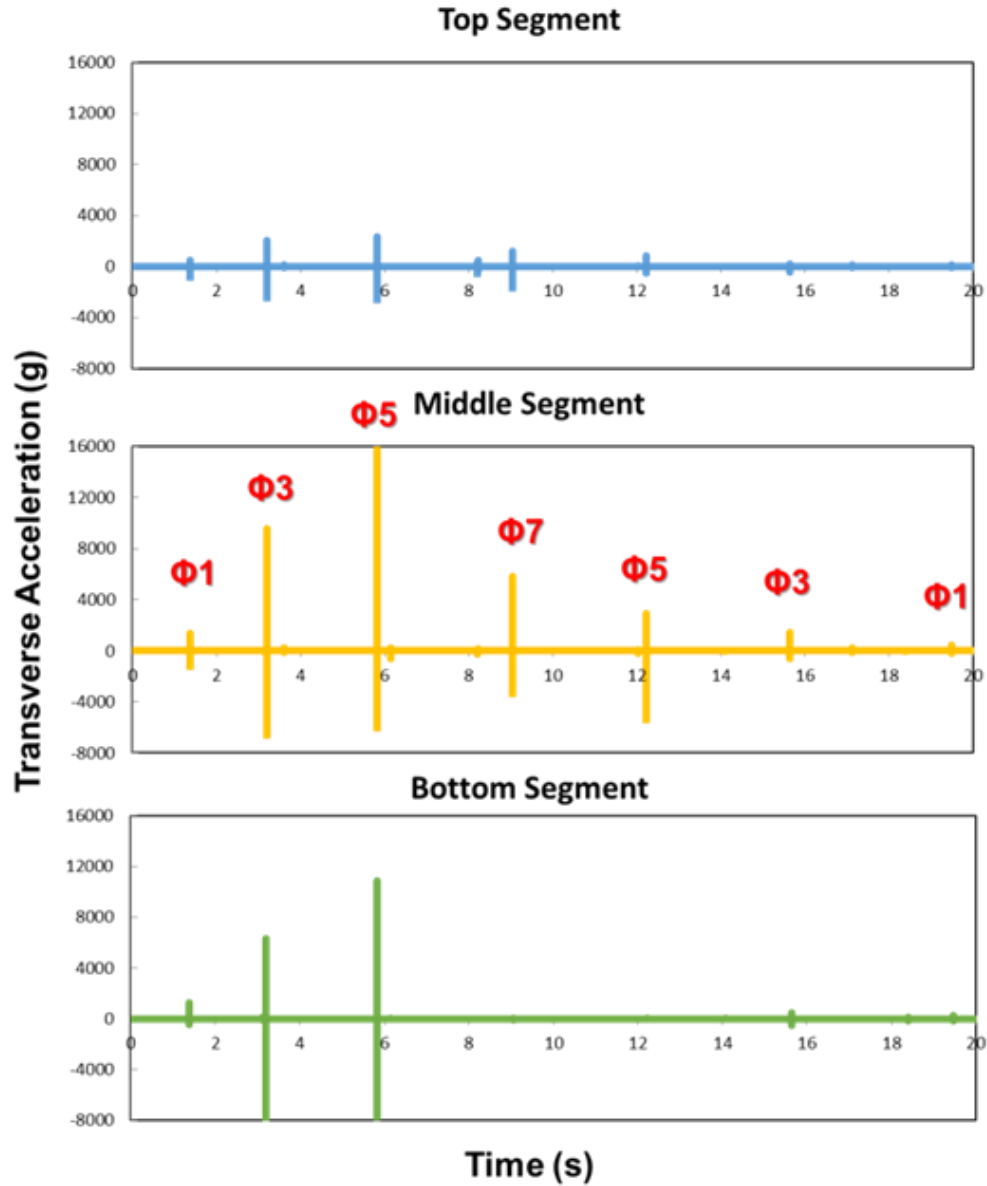 Top Segment
16000
12000
8000
4000
0
-4000
-8000
0 2 4 6 8 10 12 14 16 18 20
Transverse Acceleration (g)
Middle Segment
Φ5
Φ3
Φ7
Φ1
Φ5
Φ3
Φ1
16000
12000
8000
4000
0
-4000
-8000
0 2 4 6 8 10 12 14 16 18 20
Bottom Segment
16000
12000
8000
4000
0
-4000
-8000
0 2 4 6 8 10 12 14 16 18 20
Time (s)